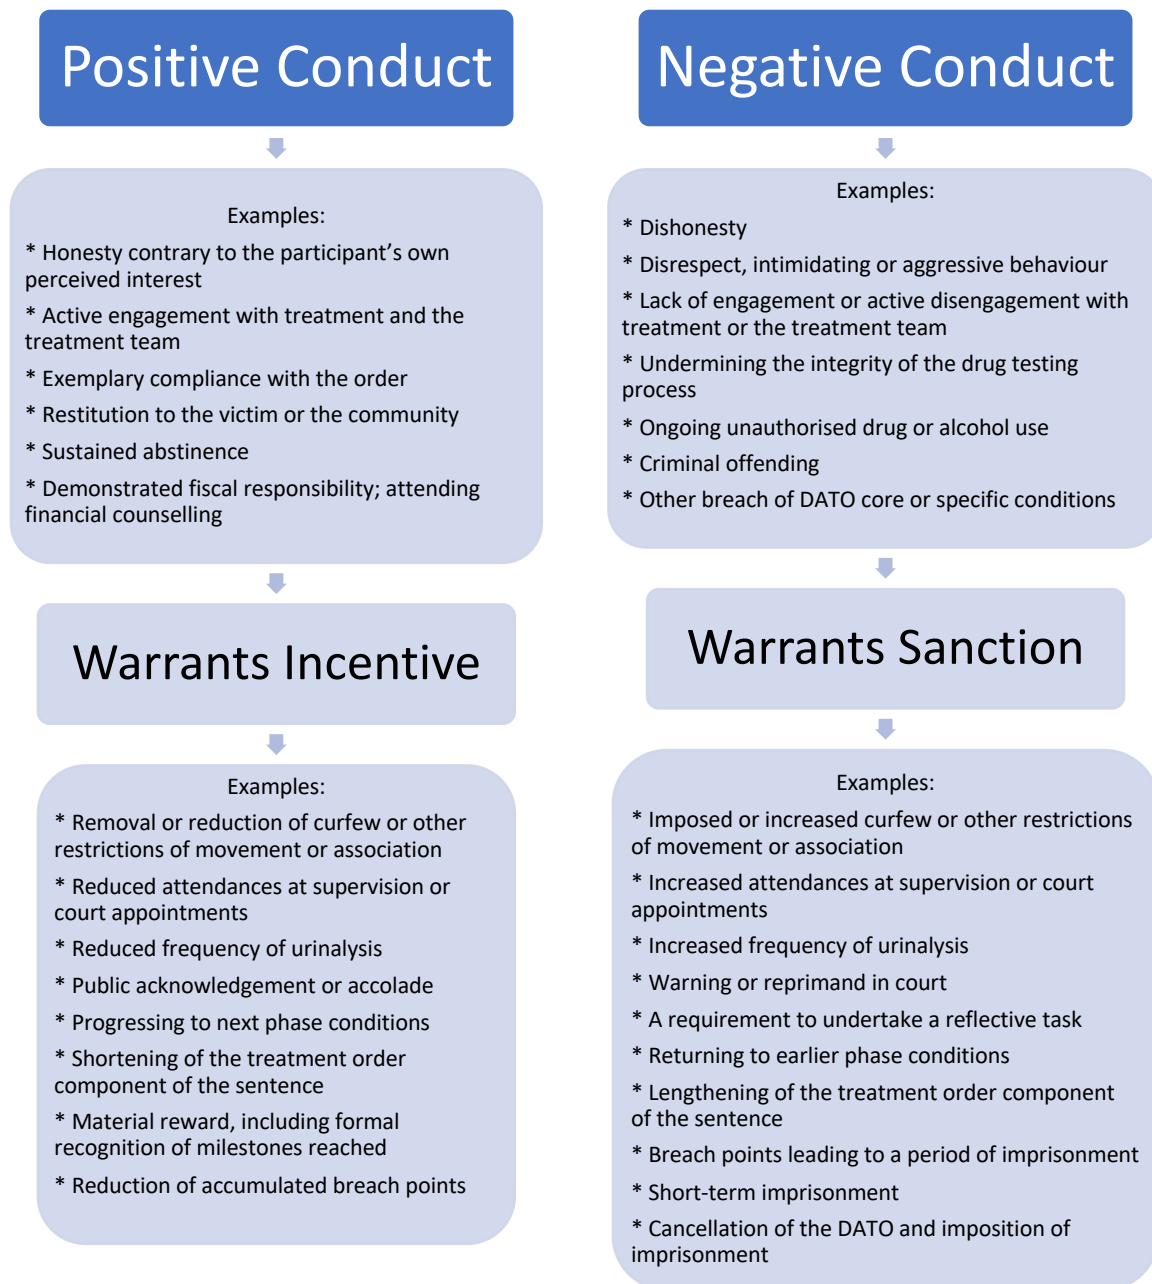 Positive Conduct
Examples:
* Honesty contrary to the participant’s own
perceived interest
* Active engagement with treatment and the
treatment team
* Exemplary compliance with the order
* Restitution to the victim or the community
* Sustained abstinence
* Demonstrated fiscal responsibility; attending
financial counselling
Warrants Incentive
Examples:
* Removal or reduction of curfew or other
restrictions of movement or association
* Reduced attendances at supervision or
court appointments
* Reduced frequency of urinalysis
* Public acknowledgement or accolade
* Progressing to next phase conditions
* Shortening of the treatment order
component of the sentence
* Material reward, including formal
recognition of milestones reached
* Reduction of accumulated breach points
Negative Conduct
Examples:
* Dishonesty
* Disrespect, intimidating or aggressive behaviour
* Lack of engagement or active disengagement with
treatment or the treatment team
* Undermining the integrity of the drug testing
process
* Ongoing unauthorised drug or alcohol use
* Criminal offending
* Other breach of DATO core or specific conditions
Warrants Sanction
Examples:
* Imposed or increased curfew or other restrictions
of movement or association
* Increased attendances at supervision or court
appointments
* Increased frequency of urinalysis
* Warning or reprimand in court
* A requirement to undertake a reflective task
* Returning to earlier phase conditions
* Lengthening of the treatment order component
of the sentence
* Breach points leading to a period of imprisonment
* Short-term imprisonment
* Cancellation of the DATO and imposition of
imprisonment